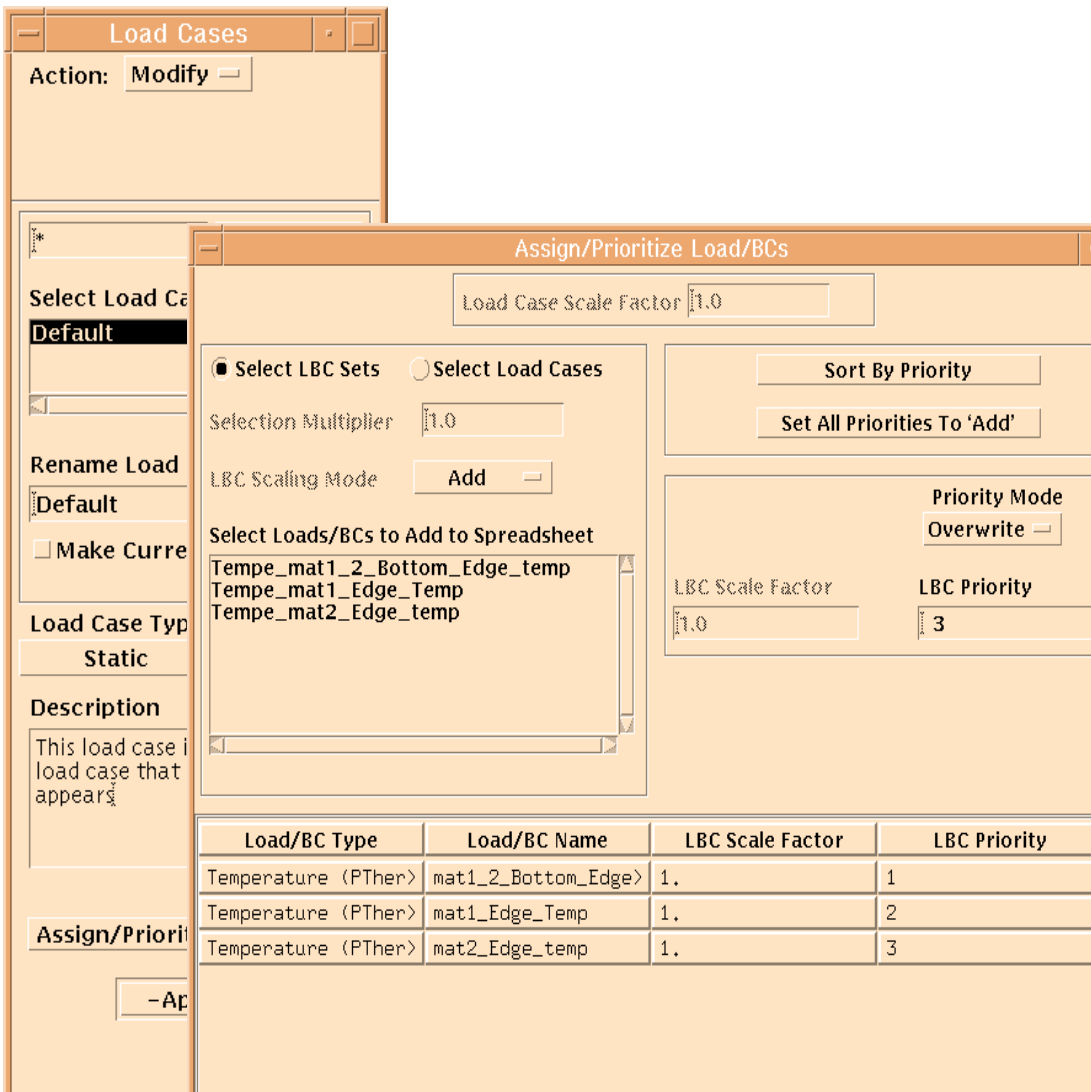 Load Cases
Action: Modify
*
Select Load Ca
Default
Rename Load
Default
Make Curre
Load Case Typ
Static
Description
This load case i
load case that
appears
Assign/Priorit
-Ap
Assign/Prioritize Load/BCs
Load Case Scale Factor 1.0
Select LBC Sets Select Load Cases
Selection Multiplier 1.0
LBC Scaling Mode Add
Select Loads/BCs to Add to Spreadsheet
Tempe_mat1_2_Bottom_Edge_temp
Tempe_mat1_Edge_Temp
Tempe_mat2_Edge_temp
Sort By Priority
Set All Priorities To ‘Add’
Priority Mode
Overwrite
LBC Scale Factor LBC Priority
1.0 3
Load/BC Type Load/BC Name LBC Scale Factor LBC Priority
Temperature (PTher> mat1_2_Bottom_Edge> 1. 1
Temperature (PTher> mat1_Edge_Temp 1. 2
Temperature (PTher> mat2_Edge_temp 1. 3